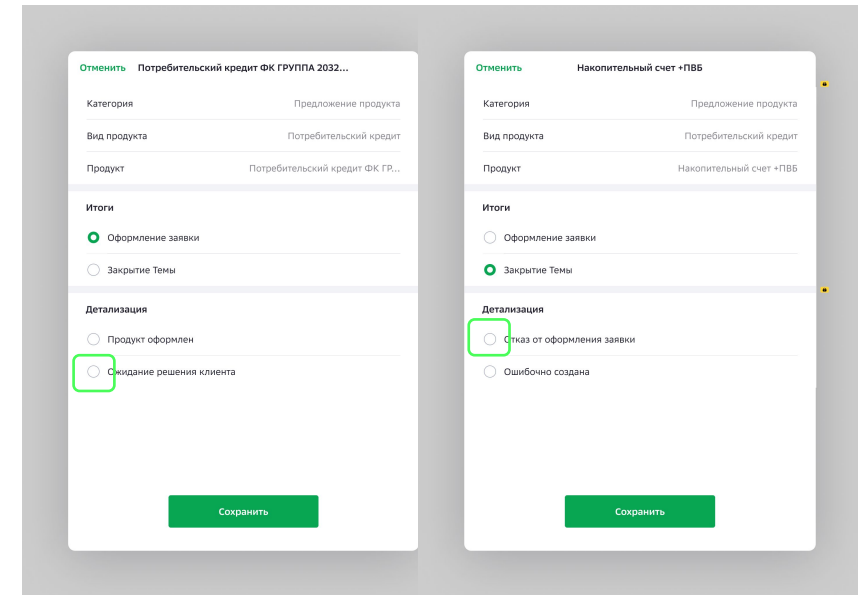 Отменить Потребительский кредит ФК ГРУППА 2032...
Категория Предложение продукта
Вид продукта Потребительский кредит
Продукт Потребительский кредит ФК ГР...
Итоги
Оформление заявки
Закрытие Темы
Детализация
Продукт оформлен
Ожидание решения клиента
Сохранить
Отменить Накопительный счет +ПВБ
Категория Предложение продукта
Вид продукта Потребительский кредит
Продукт Накопительный счет +ПВБ
Итоги
Оформление заявки
Закрытие Темы
Детализация
Отказ от оформления заявки
Ошибочно создана
Сохранить